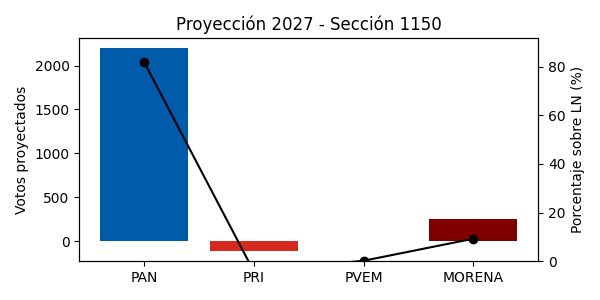 Proyección 2027 - Sección 1150
Votos proyectados
2000
1500
1000
500
0
Porcentaje sobre LN (%)
80
60
40
20
0
PAN PRI PVEM MORENA